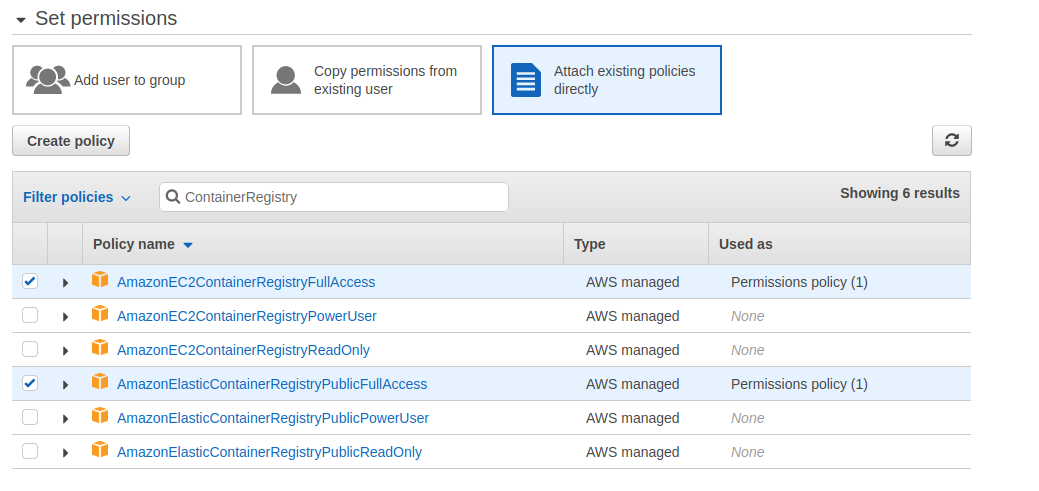 Set permissions
Add user to group
Copy permissions from
existing user
Attach existing policies
directly
Create policy
Filter policies
ContainerRegistry
Showing 6 results
Policy name Type Used as
AmazonEC2ContainerRegistryFullAccess AWS managed Permissions policy (1)
AmazonEC2ContainerRegistryPowerUser AWS managed None
AmazonEC2ContainerRegistryReadOnly AWS managed None
AmazonElasticContainerRegistryPublicFullAccess AWS managed Permissions policy (1)
AmazonElasticContainerRegistryPublicPowerUser AWS managed None
AmazonElasticContainerRegistryPublicReadOnly AWS managed None